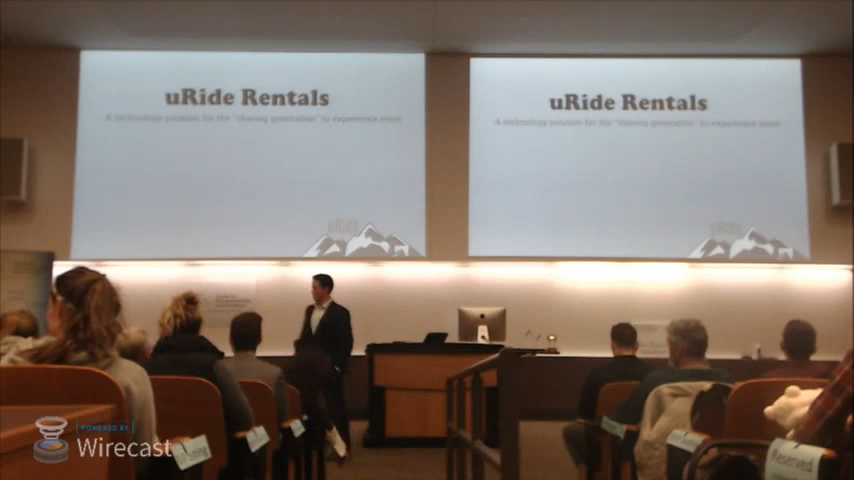 uRide Rentals
A technology solution for the "sharing generation" to experience more
uRide
uRide Rentals
A technology solution for the "sharing generation" to experience more
POWERED BY
Wirecast
Reserved